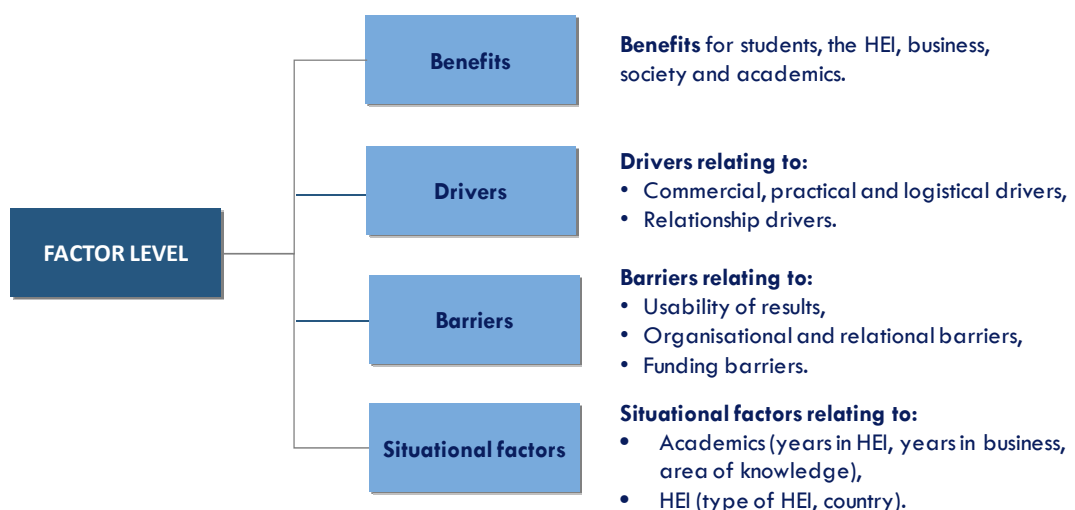 FACTOR LEVEL
Benefits
Benefits for students, the HEI, business,
society and academics.
Drivers
Drivers relating to:
• Commercial, practical and logistical drivers,
• Relationship drivers.
Barriers
Barriers relating to:
• Usability of results,
• Organisational and relational barriers,
• Funding barriers.
Situational factors
Situational factors relating to:
• Academics (years in HEI, years in business,
area of knowledge),
• HEI (type of HEI, country).